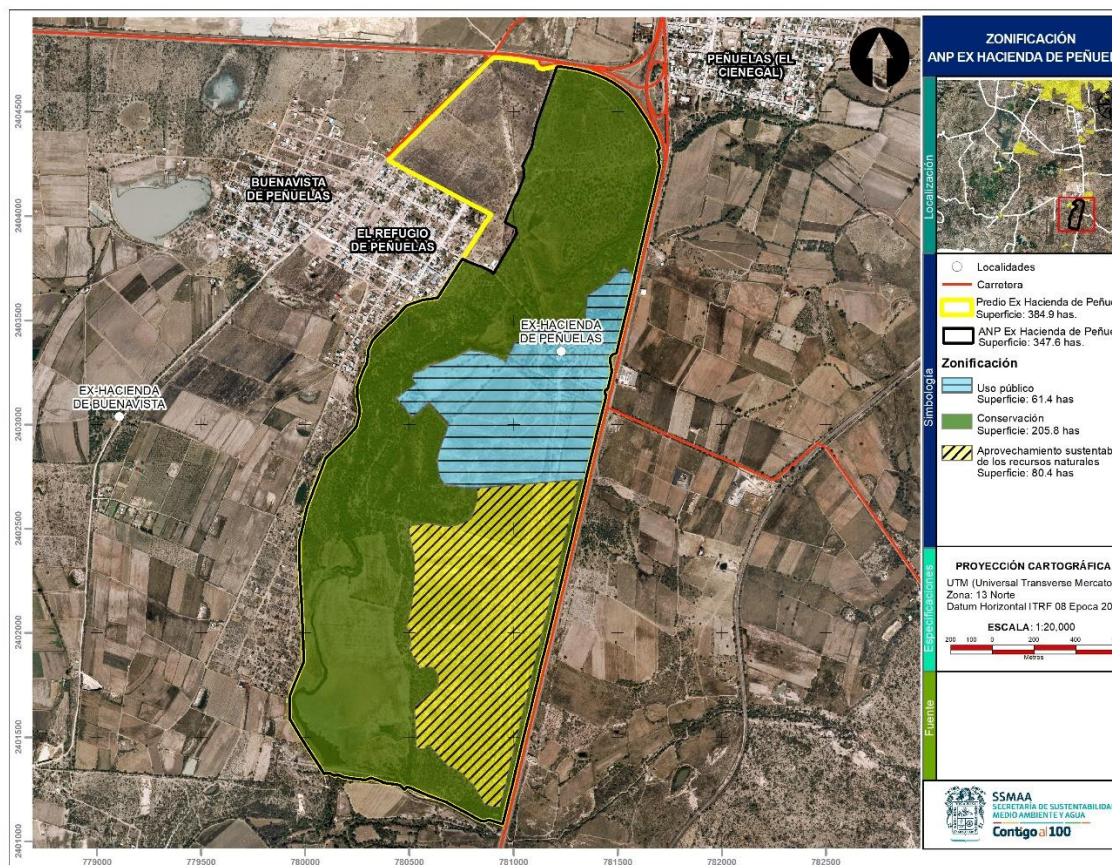 ZONIFICACIÓN
ANP EX HACIENDA DE PEÑUEL
Localización
Simbología
Localidades
Carretera
Predio Ex Hacienda de Peñue
Superficie: 384.9 has.
ANP Ex Hacienda de Peñue
Superficie: 347.6 has.
Zonificación
Uso público
Superficie: 61.4 has
Conservación
Superficie: 205.8 has
Aprovechamiento sustentab
de los recursos naturales
Superficie: 80.4 has
Especificaciones
PROYECCIÓN CARTOGRÁFICA
UTM (Universal Transverse Mercato
Zona: 13 Norte
Datum Horizontal ITRF 08 Epoca 20
ESCALA: 1:20,000
200 100 0 200 400
Metros
Fuente
SSMAA
SECRETARÍA DE SUSTENTABILIDAD
MEDIO AMBIENTE Y AGUA
Contigo al 100
PEÑUELAS (EL
CIENEGAL)
BUENAVISTA
DE PEÑUELAS
EL REFUGIO
DE PEÑUELAS
EX-HACIENDA
DE PEÑUELAS
EX-HACIENDA
DE BUENAVISTA
2404500
2404000
2403500
2403000
2402500
2402000
2401500
2401000
779000 779500 780000 780500 781000 781500 782000 782500